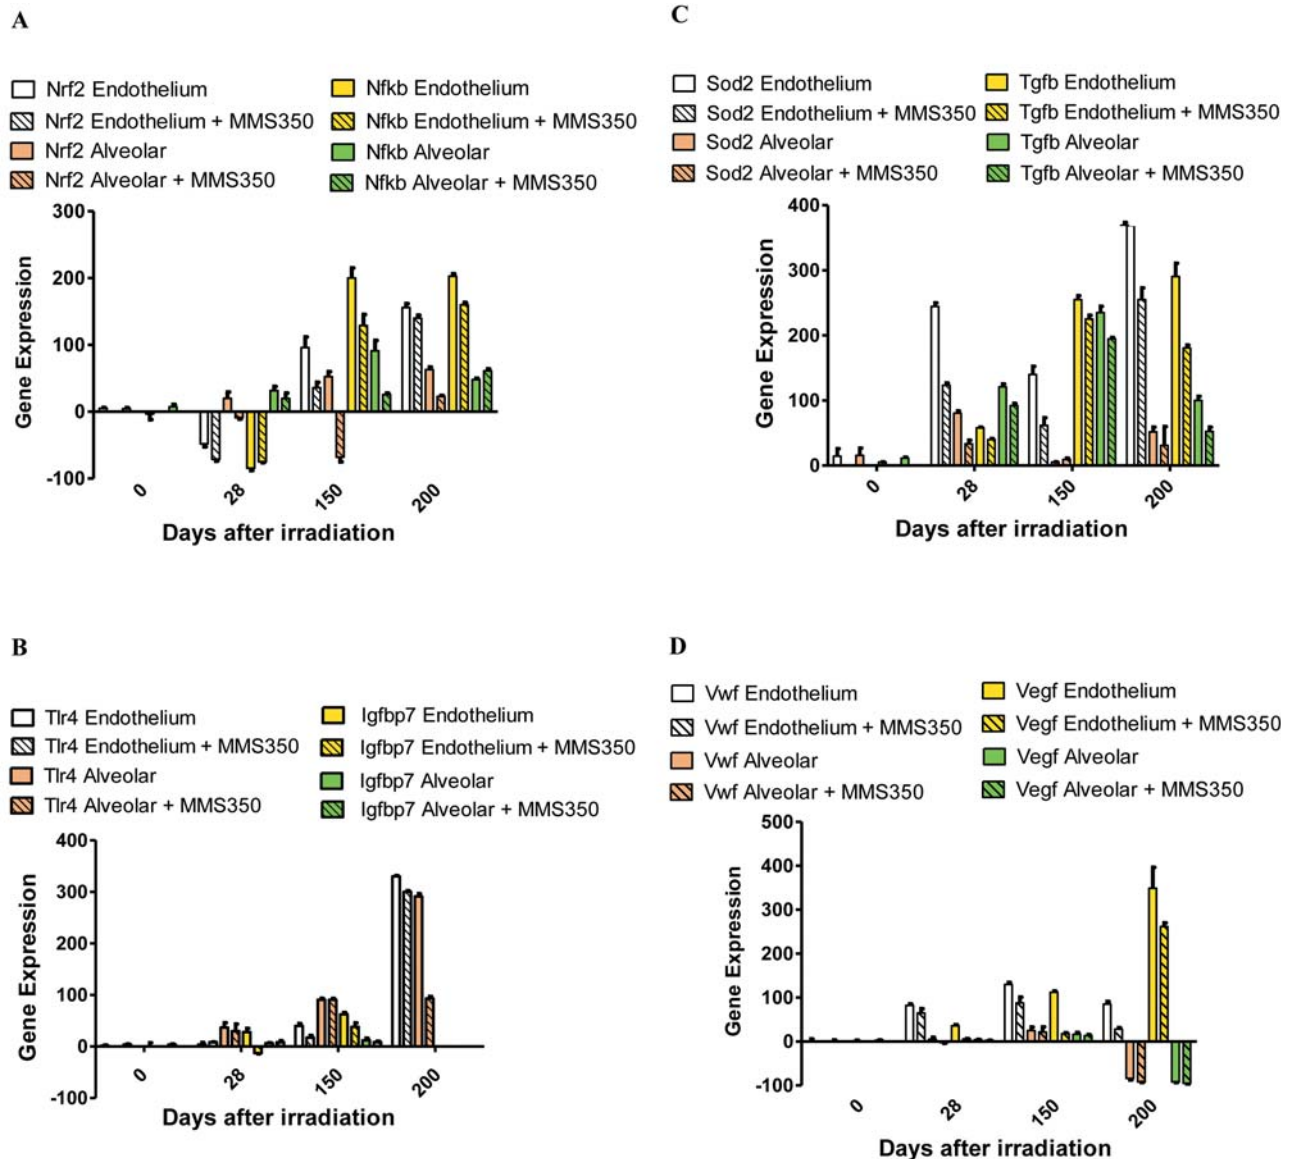 A
Nrf2 Endothelium
Nrf2 Endothelium + MMS350
Nrf2 Alveolar
Nrf2 Alveolar + MMS350
Nfkb Endothelium
Nfkb Endothelium + MMS350
Nfkb Alveolar
Nfkb Alveolar + MMS350
Gene Expression
300
200
100
0
-100
0
28
150
200
Days after irradiation
C
Sod2 Endothelium
Sod2 Endothelium + MMS350
Sod2 Alveolar
Sod2 Alveolar + MMS350
Tgfb Endothelium
Tgfb Endothelium + MMS350
Tgfb Alveolar
Tgfb Alveolar + MMS350
Gene Expression
400
300
200
100
0
0
28
150
200
Days after irradiation
B
Tlr4 Endothelium
Tlr4 Endothelium + MMS350
Tlr4 Alveolar
Tlr4 Alveolar + MMS350
Igfbp7 Endothelium
Igfbp7 Endothelium + MMS350
Igfbp7 Alveolar
Igfbp7 Alveolar + MMS350
Gene Expression
400
300
200
100
0
-100
0
28
150
200
Days after irradiation
D
Vwf Endothelium
Vwf Endothelium + MMS350
Vwf Alveolar
Vwf Alveolar + MMS350
Vegf Endothelium
Vegf Endothelium + MMS350
Vegf Alveolar
Vegf Alveolar + MMS350
Gene Expression
500
400
300
200
100
0
-100
0
28
150
200
Days after irradiation